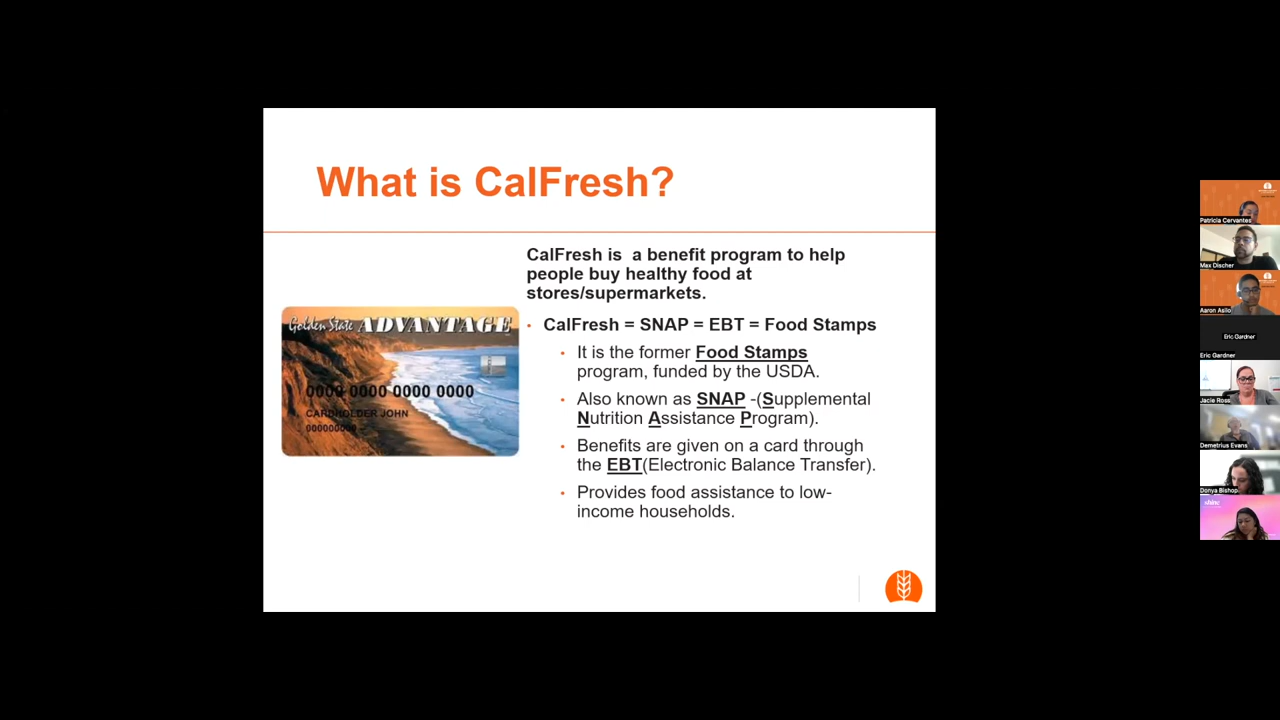 What is CalFresh?
CalFresh is a benefit program to help
people buy healthy food at
stores/supermarkets.
Golden State ADVANTAGE
0000 0000 0000 0000
CARDHOLDER JOHN
• CalFresh = SNAP = EBT = Food Stamps
• It is the former Food Stamps
program, funded by the USDA.
• Also known as SNAP -(Supplemental
Nutrition Assistance Program).
• Benefits are given on a card through
the EBT(Electronic Balance Transfer).
• Provides food assistance to low-
income households.
Patricia Cervantes
Max Discher
Aaron Asilo
Eric Gardner
Eric Gardner
Jacie Ross
Demetrius Evans
Donya Bishop
shine